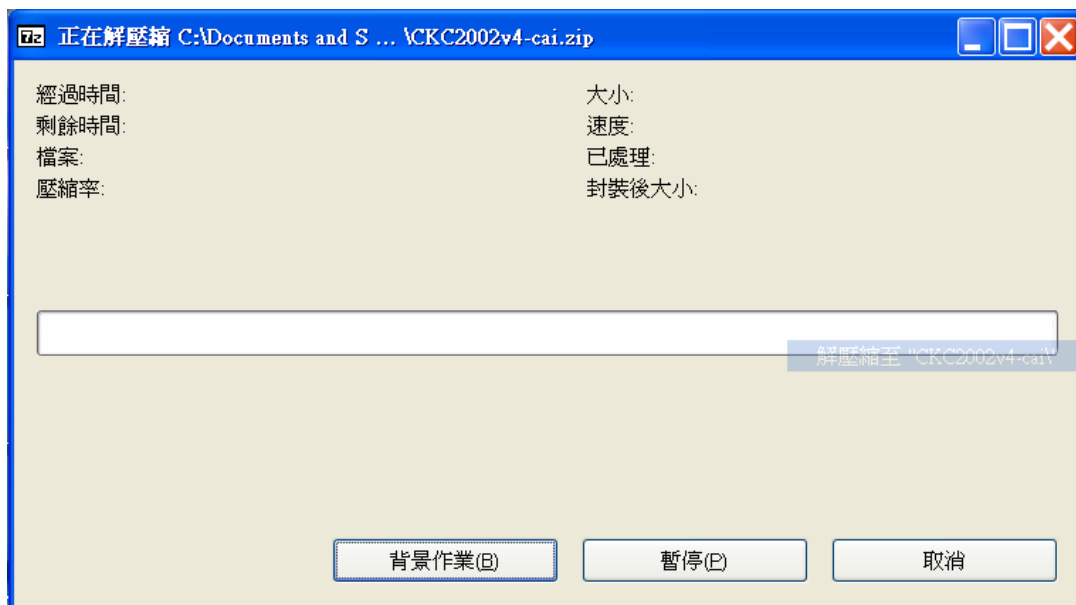 7z 正在解壓縮 C:\Documents and S ... \CKC2002v4-cai.zip
經過時間:
大小:
剩餘時間:
速度:
檔案:
已處理:
壓縮率:
封裝後大小:
解壓縮至 "CKC2002v4-cai\"
背景作業(B)
暫停(P)
取消